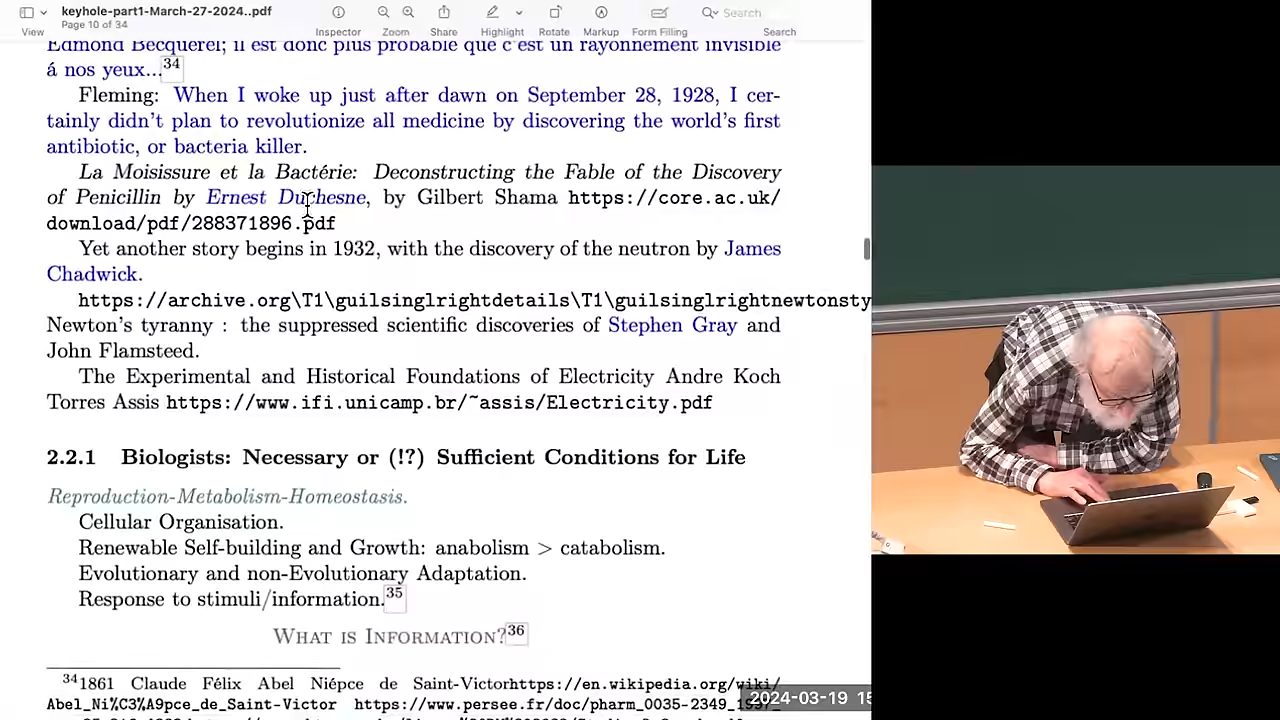 keyhole-part1-March-27-2024..pdf
Page 10 of 34
View
Inspector
Zoom
Share
Highlight
Rotate
Markup
Form Filling
Search
Search
Edmond Becquerel; il est donc plus probable que c'est un rayonnement invisible
á nos yeux...34
Fleming: When I woke up just after dawn on September 28, 1928, I cer-
tainly didn't plan to revolutionize all medicine by discovering the world's first
antibiotic, or bacteria killer.
La Moisissure et la Bactérie: Deconstructing the Fable of the Discovery
of Penicillin by Ernest Duchesne, by Gilbert Shama https://core.ac.uk/
download/pdf/288371896.pdf
Yet another story begins in 1932, with the discovery of the neutron by James
Chadwick.
https://archive.org\T1\guilsinglrightdetails\T1\guilsinglrightnewtonsty
Newton's tyranny : the suppressed scientific discoveries of Stephen Gray and
John Flamsteed.
The Experimental and Historical Foundations of Electricity Andre Koch
Torres Assis https://www.ifi.unicamp.br/~assis/Electricity.pdf
2.2.1 Biologists: Necessary or (!?) Sufficient Conditions for Life
Reproduction-Metabolism-Homeostasis.
Cellular Organisation.
Renewable Self-building and Growth: anabolism > catabolism.
Evolutionary and non-Evolutionary Adaptation.
Response to stimuli/information.35
What is Information?36
341861 Claude Félix Abel Niépce de Saint-Victorhttps://en.wikipedia.org/wiki/
Abel_Ni%C3%A9pce_de_Saint-Victor https://www.persee.fr/doc/pharm_0035-2349_1997_
2024-03-19 15